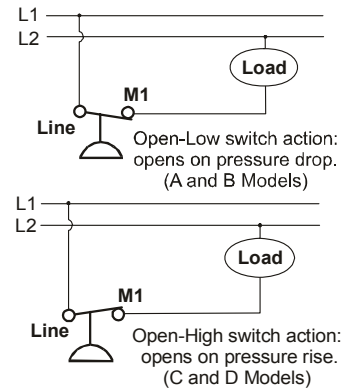 L1
L2
Load
M1
Line
Open-Low switch action:
opens on pressure drop.
(A and B Models)
L1
L2
Load
M1
Line
Open-High switch action:
opens on pressure rise.
(C and D Models)